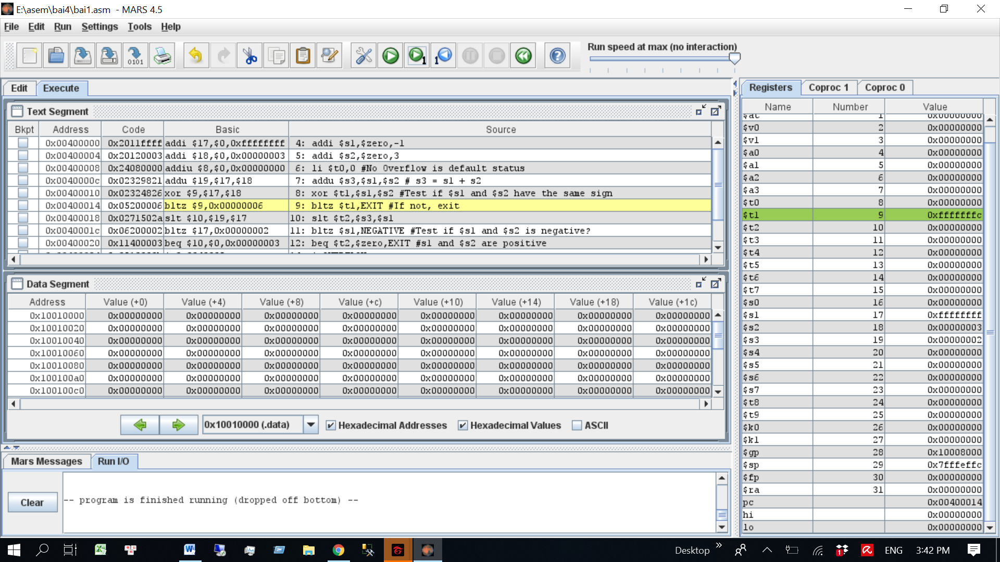 E:\asem\bai4\bai1.asm - MARS 4.5
File Edit Run Settings Tools Help
Run speed at max (no interaction)
Edit Execute
Text Segment
Bkpt Address Code Basic Source
0x00400000 0x2011ffff addi $17,$0,0xffffffff 4: addi $s1,$zero,-1
0x00400004 0x20120003 addi $18,$0,0x00000003 5: addi $s2,$zero,3
0x00400008 0x24080000 addiu $8,$0,0x00000000 6: li $t0,0 #No Overflow is default status
0x0040000c 0x02329821 addu $19,$17,$18 7: addu $s3,$s1,$s2 # s3 = s1 + s2
0x00400010 0x02324826 xor $9,$17,$18 8: xor $t1,$s1,$s2 #Test if $s1 and $s2 have the same sign
0x00400014 0x05200006 bltz $9,0x00000006 9: bltz $t1,EXIT #If not, exit
0x00400018 0x0271502a slt $10,$19,$17 10: slt $t2,$s3,$s1
0x0040001c 0x06200002 bltz $17,0x00000002 11: bltz $s1,NEGATIVE #Test if $s1 and $s2 is negative?
0x00400020 0x11400003 beq $10,$0,0x00000003 12: beq $t2,$zero,EXIT #s1 and $s2 are positive
Data Segment
Address Value (+0) Value (+4) Value (+8) Value (+c) Value (+10) Value (+14) Value (+18) Value (+1c)
0x10010000 0x00000000 0x00000000 0x00000000 0x00000000 0x00000000 0x00000000 0x00000000 0x00000000
0x10010020 0x00000000 0x00000000 0x00000000 0x00000000 0x00000000 0x00000000 0x00000000 0x00000000
0x10010040 0x00000000 0x00000000 0x00000000 0x00000000 0x00000000 0x00000000 0x00000000 0x00000000
0x10010060 0x00000000 0x00000000 0x00000000 0x00000000 0x00000000 0x00000000 0x00000000 0x00000000
0x10010080 0x00000000 0x00000000 0x00000000 0x00000000 0x00000000 0x00000000 0x00000000 0x00000000
0x100100a0 0x00000000 0x00000000 0x00000000 0x00000000 0x00000000 0x00000000 0x00000000 0x00000000
0x100100c0 0x00000000 0x00000000 0x00000000 0x00000000 0x00000000 0x00000000 0x00000000 0x00000000
0x10010000 (.data) Hexadecimal Addresses Hexadecimal Values ASCII
Mars Messages Run I/O
Clear
-- program is finished running (dropped off bottom) --
Registers Coproc 1 Coproc 0
Name Number Value
$at 1 0x00000000
$v0 2 0x00000000
$v1 3 0x00000000
$a0 4 0x00000000
$a1 5 0x00000000
$a2 6 0x00000000
$a3 7 0x00000000
$t0 8 0x00000000
$t1 9 0xfffffffc
$t2 10 0x00000000
$t3 11 0x00000000
$t4 12 0x00000000
$t5 13 0x00000000
$t6 14 0x00000000
$t7 15 0x00000000
$s0 16 0x00000000
$s1 17 0xffffffff
$s2 18 0x00000003
$s3 19 0x00000002
$s4 20 0x00000000
$s5 21 0x00000000
$s6 22 0x00000000
$s7 23 0x00000000
$t8 24 0x00000000
$t9 25 0x00000000
$k0 26 0x00000000
$k1 27 0x00000000
$gp 28 0x10008000
$sp 29 0x7fffeffc
$fp 30 0x00000000
$ra 31 0x00000000
pc 0x00400014
hi 0x00000000
lo 0x00000000
Desktop ENG 3:42 PM